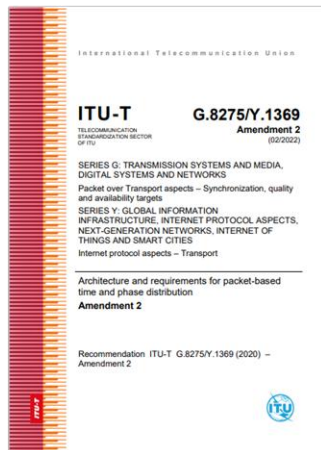 International Telecommunication Union
ITU-T
G.8275/Y.1369
TELECOMMUNICATION
STANDARDIZATION SECTOR
OF ITU
Amendment 2
(02/2022)
SERIES G: TRANSMISSION SYSTEMS AND MEDIA,
DIGITAL SYSTEMS AND NETWORKS
Packet over Transport aspects – Synchronization, quality
and availability targets
SERIES Y: GLOBAL INFORMATION
INFRASTRUCTURE, INTERNET PROTOCOL ASPECTS,
NEXT-GENERATION NETWORKS, INTERNET OF
THINGS AND SMART CITIES
Internet protocol aspects – Transport
Architecture and requirements for packet-based
time and phase distribution
Amendment 2
Recommendation ITU-T G.8275/Y.1369 (2020) –
Amendment 2
ITU-T
ITU